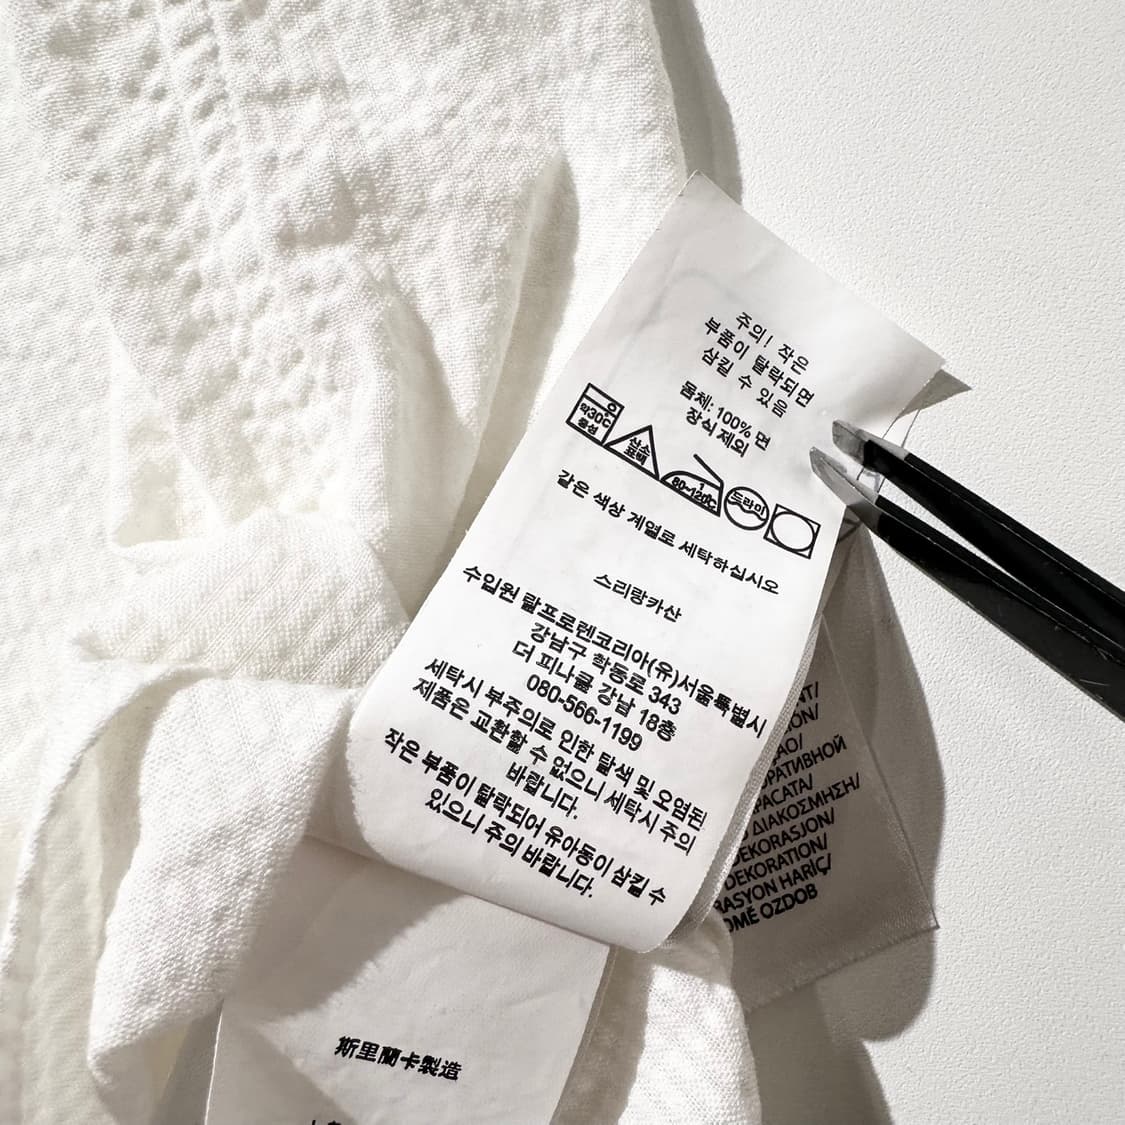 주의! 작은
부품이 탈락되면
삼킬 수 있음
몸체: 100% 면
장식 제외
약30℃
중성
산소
표백
1
80~120℃
드라이
같은 색상 계열로 세탁하십시오
스리랑카산
수입원 랄프로렌코리아(유)서울특별시
강남구 학동로 343
더 피나클 강남 18층
080-566-1199
세탁시 부주의로 인한 탈색 및 오염된
제품은 교환할 수 없으니 세탁시 주의
바랍니다.
작은 부품이 탈락되어 유아동이 삼킬 수
있으니 주의 바랍니다.
NT/
ION/
ÇAO/
РАТИВНОЙ
РАСАТА/
ΔΙΑΚΟΣΜΗΣΗ/
DEKORASJON/
DEKORATION/
RASYON HARİÇ/
OMĚ OZDOB
斯里蘭卡製造